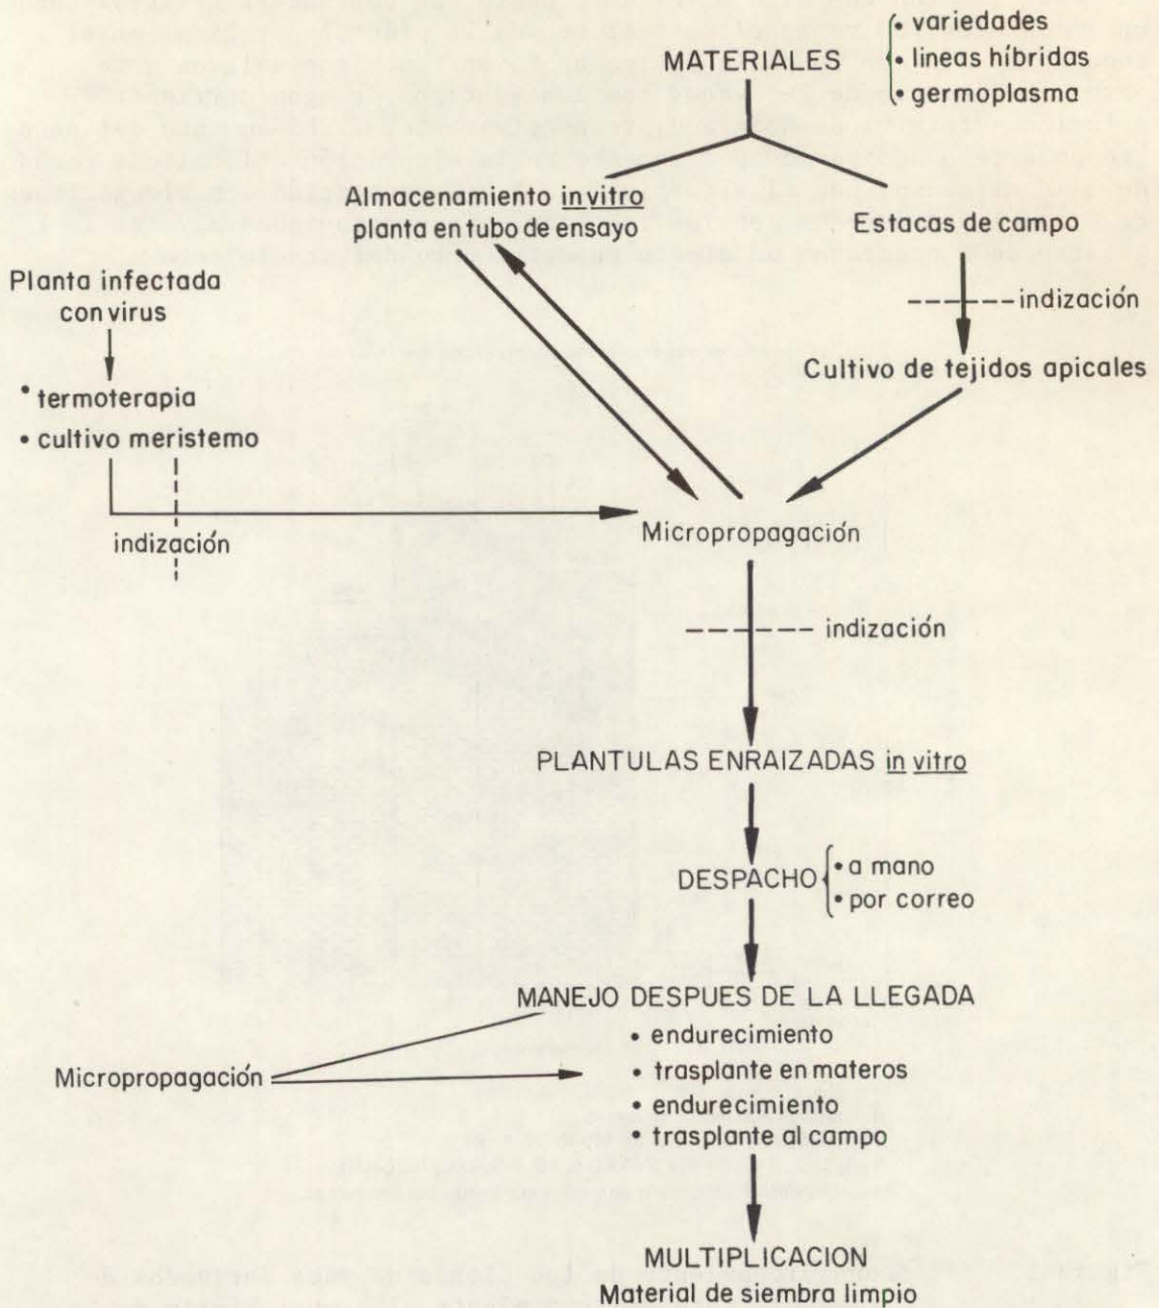 • variedades
MATERIALES
• lineas híbridas
• germoplasma
Almacenamiento in vitro
planta en tubo de ensayo
Estacas de campo
Planta infectada
con virus
indización
Cultivo de tejidos apicales
• termoterapia
• cultivo meristemo
Micropropagación
indización
indización
PLANTULAS ENRAIZADAS in vitro
DESPACHO
• a mano
• por correo
MANEJO DESPUES DE LA LLEGADA
• endurecimiento
Micropropagación
• trasplante en materos
• endurecimiento
• trasplante al campo
MULTIPLICACION
Material de siembra limpio